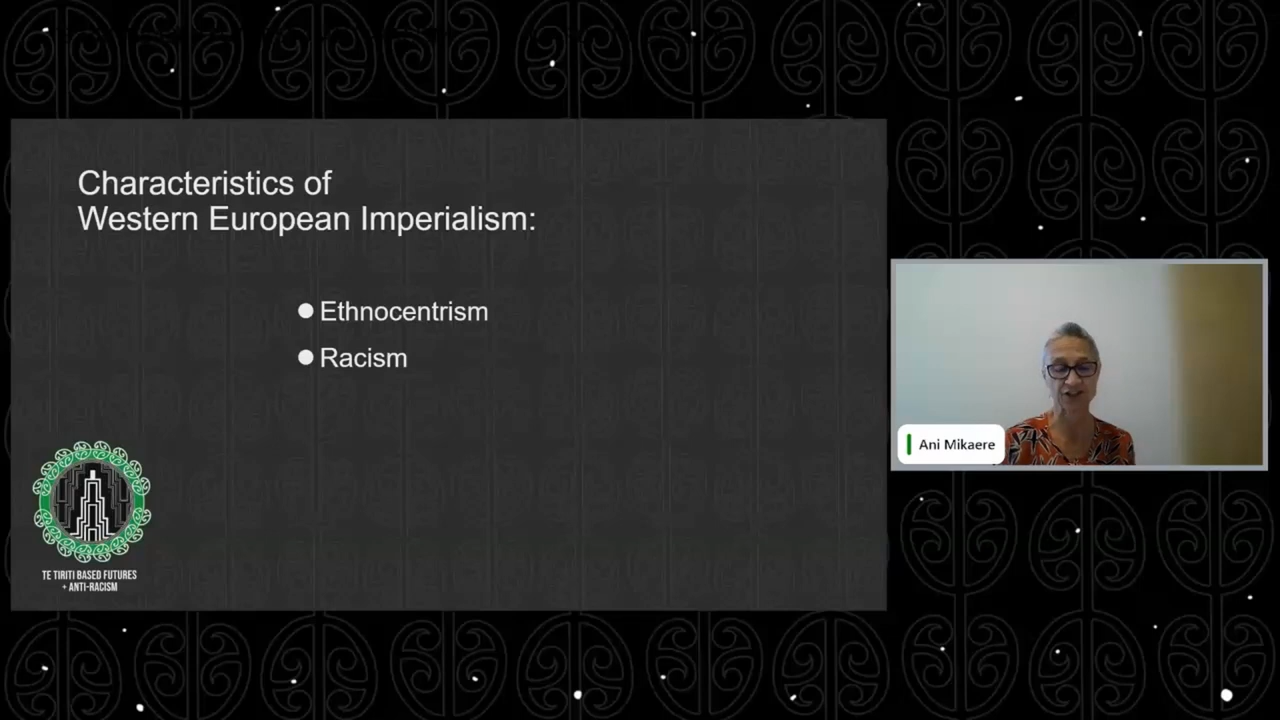 Characteristics of
Western European Imperialism:
Ethnocentrism
Racism
Ani Mikaere
TE TIRITI BASED FUTURES
+ ANTI-RACISM